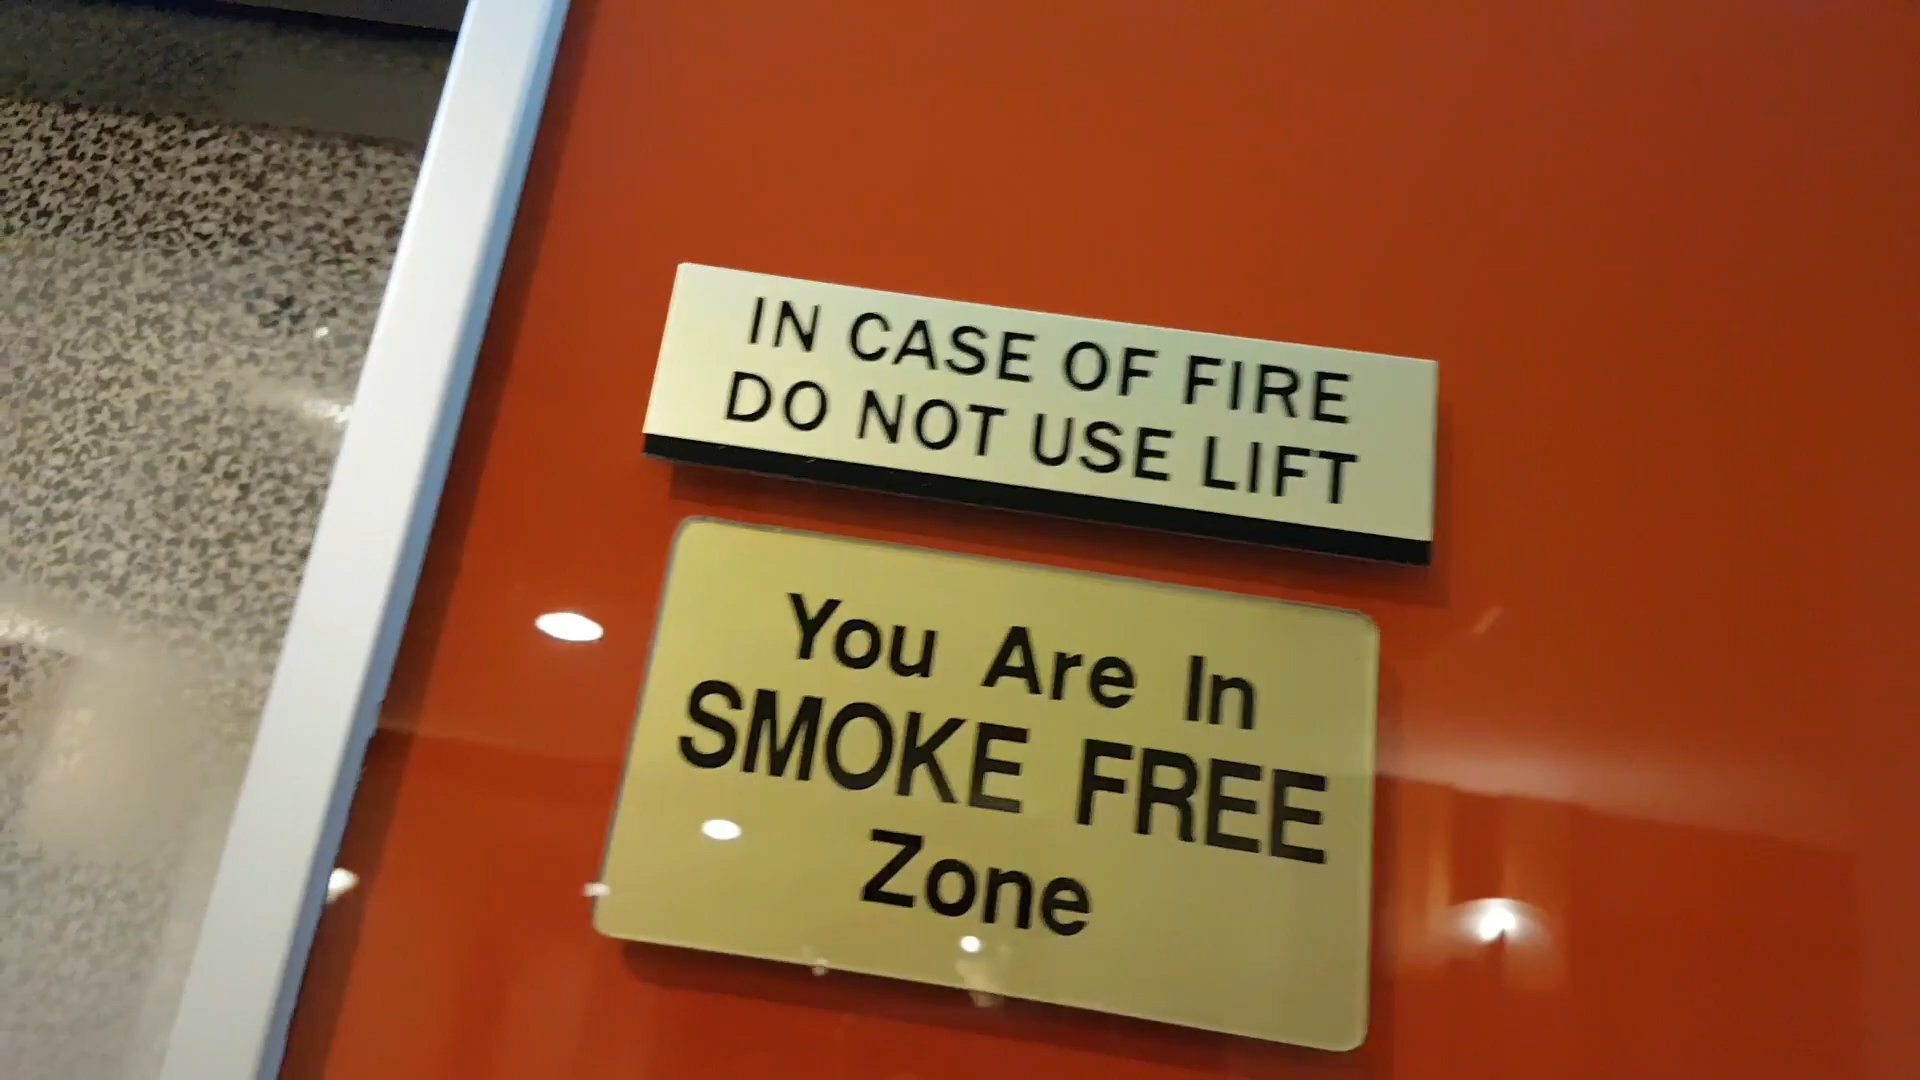 IN CASE OF FIRE
DO NOT USE LIFT
You Are In
SMOKE FREE
Zone